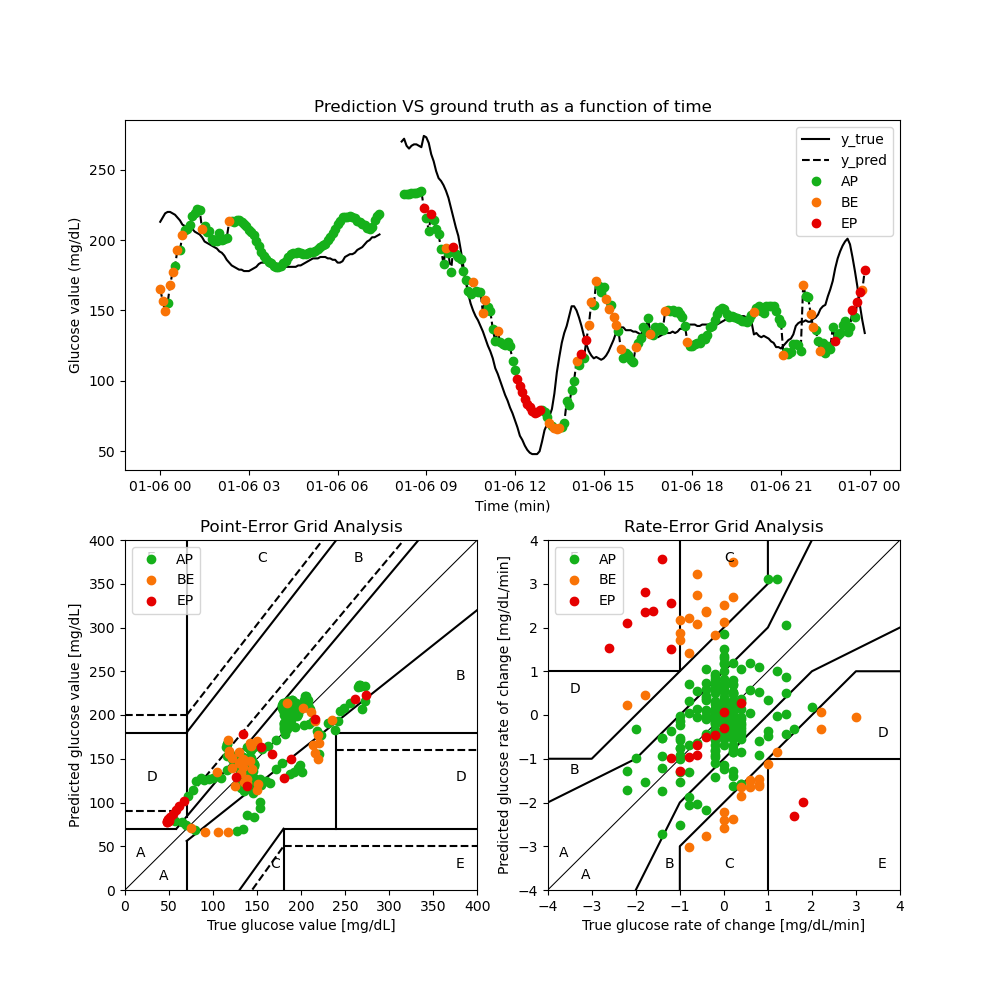 Prediction VS ground truth as a function of time
Glucose value (mg/dL)
250
200
150
100
50
y_true
y_pred
AP
BE
EP
01-06 00 01-06 03 01-06 06 01-06 09 01-06 12 01-06 15 01-06 18 01-06 21 01-07 00
Time (min)
Point-Error Grid Analysis
Predicted glucose value [mg/dL]
400
350
300
250
200
150
100
50
0
AP
BE
EP
C
B
B
D
D
A
A
C
E
0 50 100 150 200 250 300 350 400
True glucose value [mg/dL]
Rate-Error Grid Analysis
Predicted glucose rate of change [mg/dL/min]
4
3
2
1
0
−1
−2
−3
−4
AP
BE
EP
C
D
D
B
A
A
B
C
E
−4 −3 −2 −1 0 1 2 3 4
True glucose rate of change [mg/dL/min]